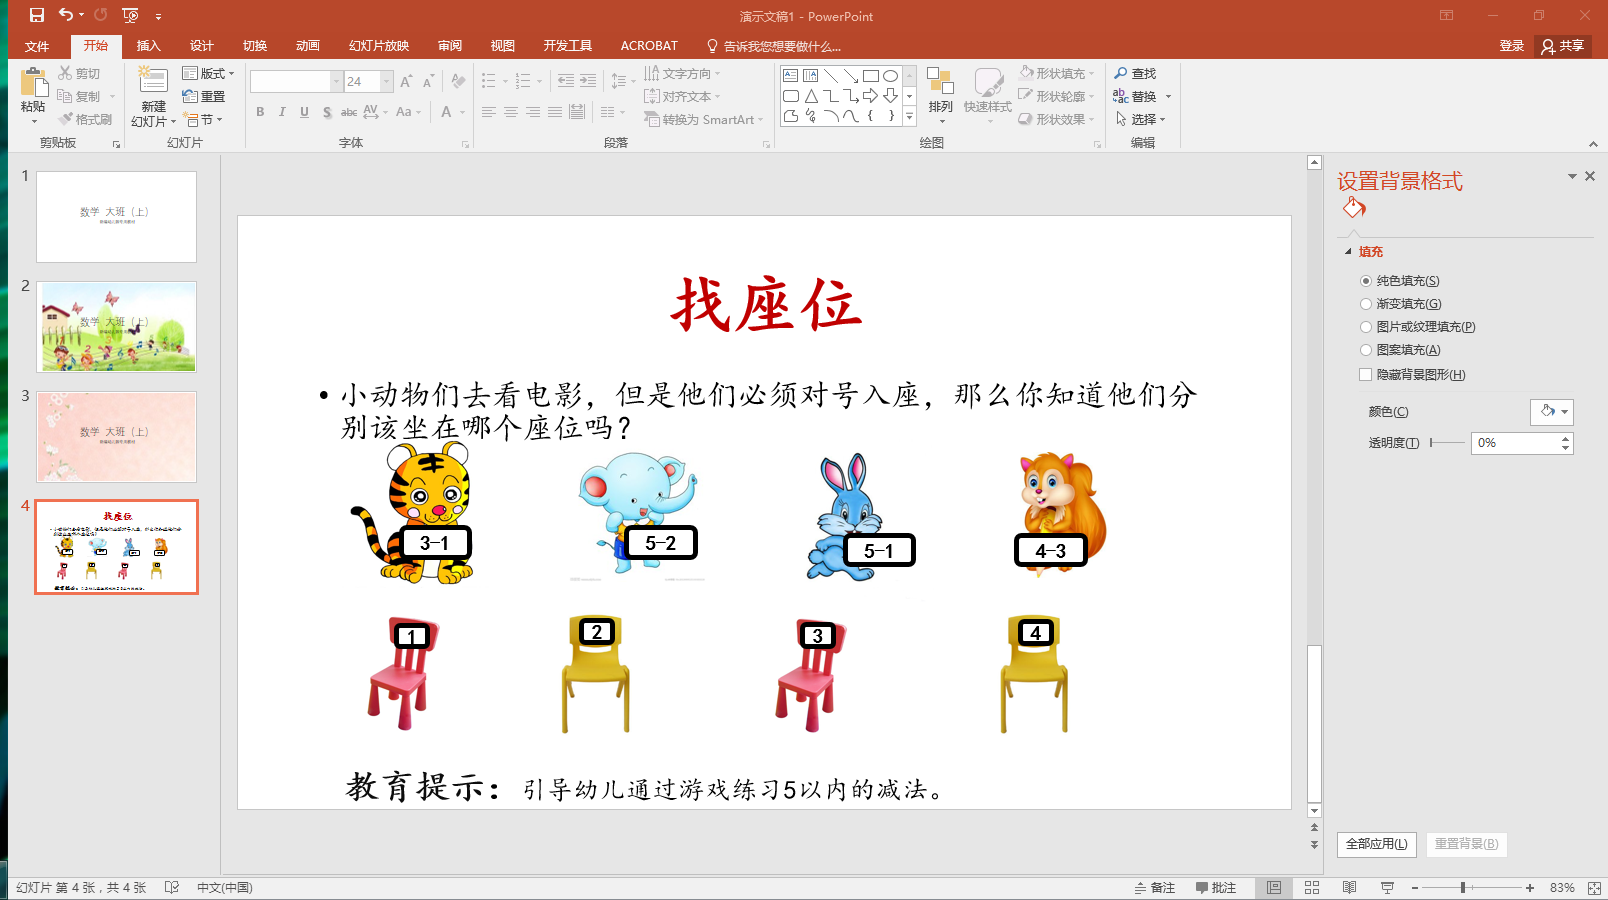 演示文稿1 - PowerPoint
文件 开始 插入 设计 切换 动画 幻灯片放映 审阅 视图 开发工具 ACROBAT 告诉我您想要做什么... 登录 共享
粘贴 剪切 复制 格式刷 剪贴板
新建 幻灯片 版式 重置 节 幻灯片
24
B I U S abc AV Aa A 字体
文字方向 对齐文本 转换为 SmartArt 段落
排列 快速样式 形状填充 形状轮廓 形状效果 绘图
查找 替换 选择 编辑
1
数学 大班（上）
2
数学 大班（上）
3
数学 大班（上）
4
找座位
找座位
• 小动物们去看电影，但是他们必须对号入座，那么你知道他们分
别该坐在哪个座位吗？
3-1 5-2 5-1 4-3
1 2 3 4
教育提示：引导幼儿通过游戏练习5以内的减法。
设置背景格式
填充
纯色填充(S)
渐变填充(G)
图片或纹理填充(P)
图案填充(A)
隐藏背景图形(H)
颜色(C)
透明度(T) 0%
全部应用(L) 重置背景(B)
幻灯片 第 4 张，共 4 张 中文(中国) 备注 批注 83%